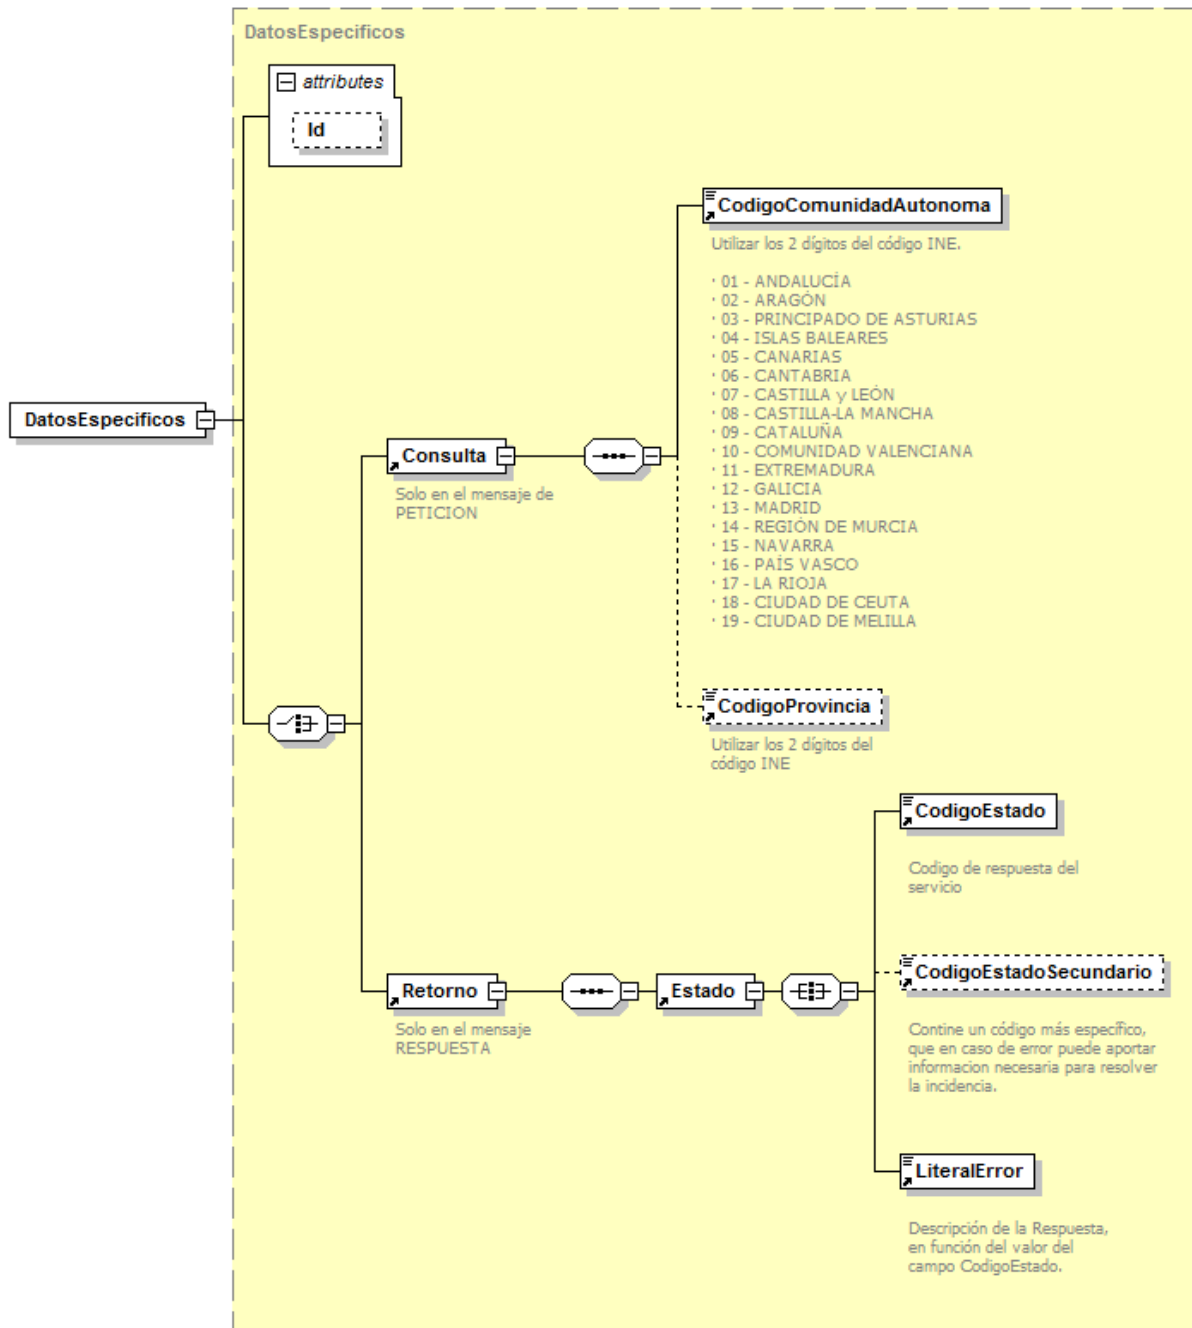 DatosEspecificos
attributes
Id
CodigoComunidadAutonoma
Utilizar los 2 dígitos del código INE.
· 01 - ANDALUCÍA
· 02 - ARAGÓN
· 03 - PRINCIPADO DE ASTURIAS
· 04 - ISLAS BALEARES
· 05 - CANARIAS
· 06 - CANTABRIA
· 07 - CASTILLA y LEÓN
· 08 - CASTILLA-LA MANCHA
· 09 - CATALUÑA
· 10 - COMUNIDAD VALENCIANA
· 11 - EXTREMADURA
· 12 - GALICIA
· 13 - MADRID
· 14 - REGIÓN DE MURCIA
· 15 - NAVARRA
· 16 - PAÍS VASCO
· 17 - LA RIOJA
· 18 - CIUDAD DE CEUTA
· 19 - CIUDAD DE MELILLA
DatosEspecificos
Consulta
Solo en el mensaje de
PETICION
CodigoProvincia
Utilizar los 2 dígitos del
código INE
CodigoEstado
Codigo de respuesta del
servicio
CodigoEstadoSecundario
Contine un código más específico,
que en caso de error puede aportar
informacion necesaria para resolver
la incidencia.
Retorno
Solo en el mensaje
RESPUESTA
Estado
LiteralError
Descripción de la Respuesta,
en función del valor del
campo CodigoEstado.